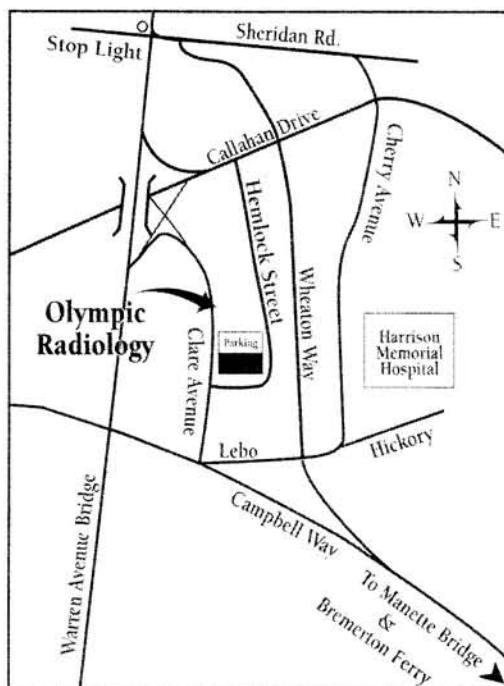 Sheridan Rd.
Stop Light
Callahan Drive
Cherry Avenue
Hemlock Street
N
W
E
S
Wheaton Way
Olympic
Radiology
Parking
Clare Avenue
Harrison
Memorial
Hospital
Lebo
Hickory
Campbell Way
Warren Avenue Bridge
To Manette Bridge
&
Bremerton Ferry